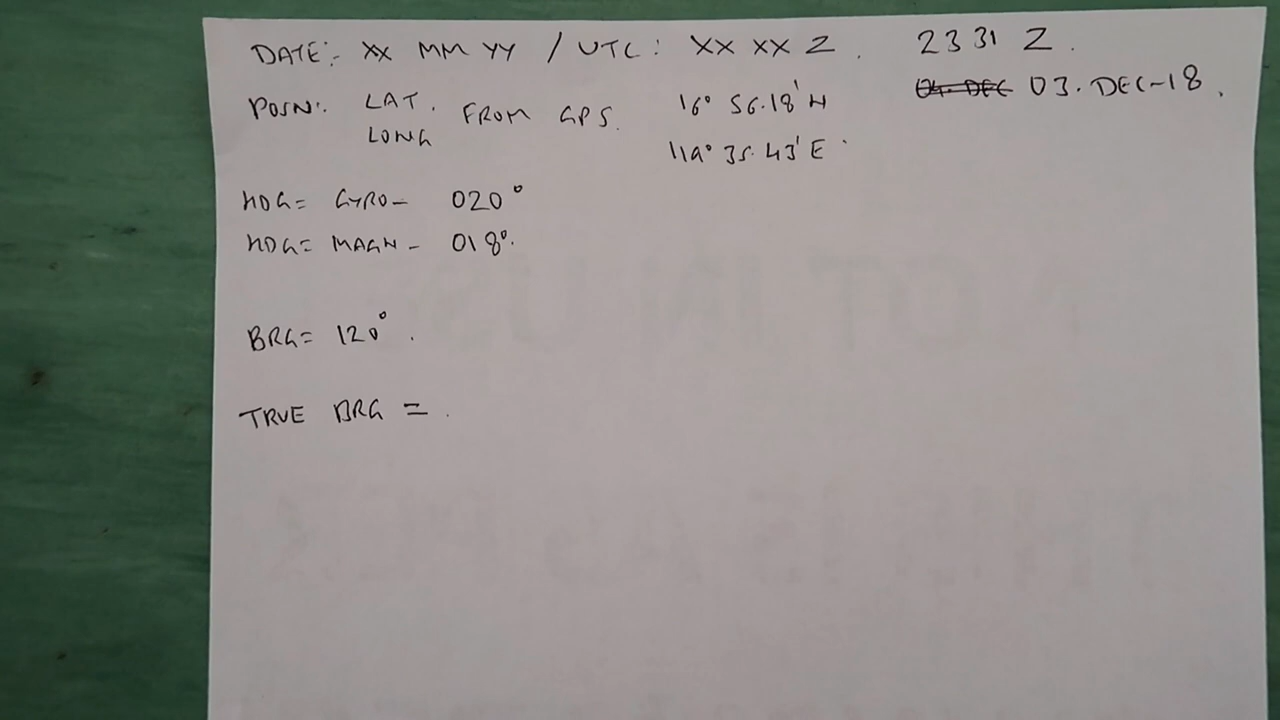 DATE:- XX MM YY / UTC: XX XX Z. 2331 Z.
04. DEC 03. DEC-18.
POSN:. LAT. FROM GPS. 16° 56.18' N
LONG 119° 35.43' E.
HDG= GYRO- 020°
HDG= MAGN- 018°.
BRG= 120°.
TRUE BRG = .